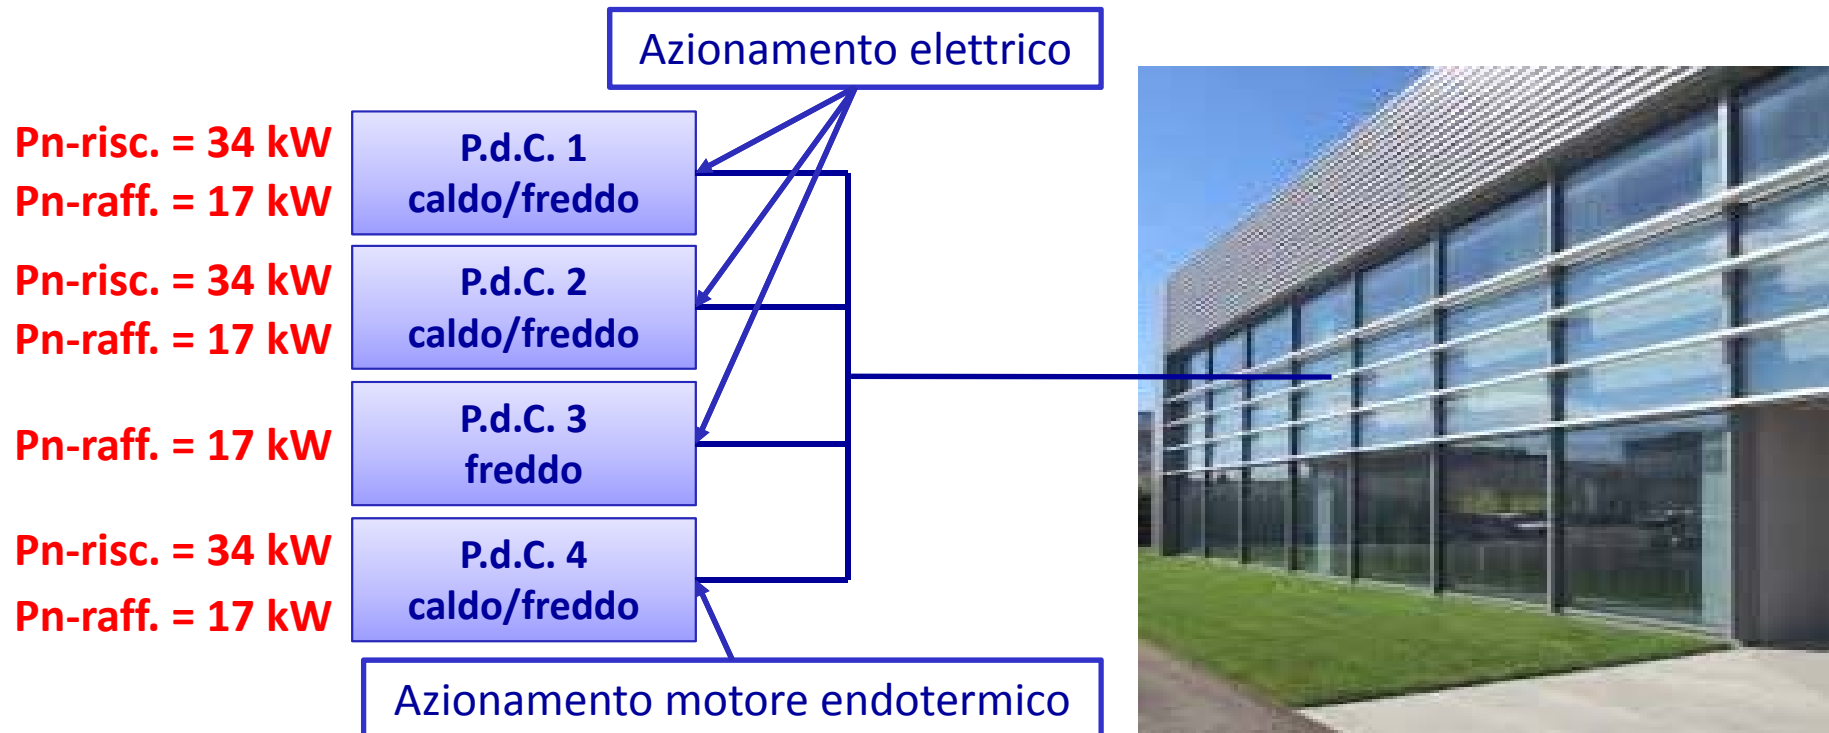 Azionamento elettrico
Pn-risc. = 34 kW
Pn-raff. = 17 kW
P.d.C. 1
caldo/freddo
Pn-risc. = 34 kW
Pn-raff. = 17 kW
P.d.C. 2
caldo/freddo
Pn-raff. = 17 kW
P.d.C. 3
freddo
Pn-risc. = 34 kW
Pn-raff. = 17 kW
P.d.C. 4
caldo/freddo
Azionamento motore endotermico